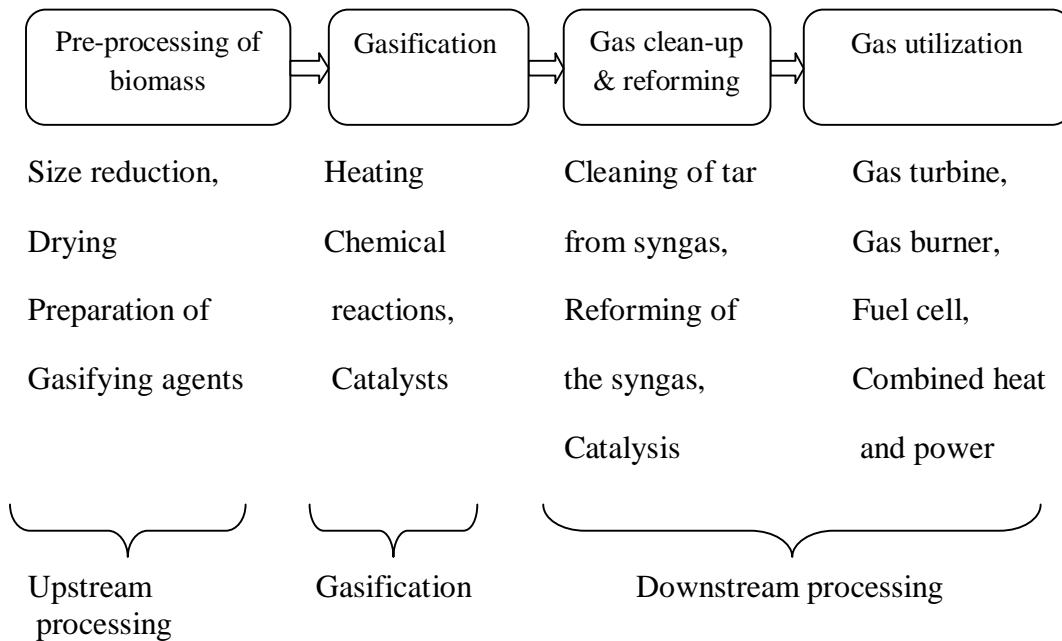 Pre-processing of
biomass
Gasification
Gas clean-up
& reforming
Gas utilization
Size reduction,
Drying
Preparation of
Gasifying agents
Heating
Chemical
reactions,
Catalysts
Cleaning of tar
from syngas,
Reforming of
the syngas,
Catalysis
Gas turbine,
Gas burner,
Fuel cell,
Combined heat
and power
Upstream
processing
Gasification
Downstream processing